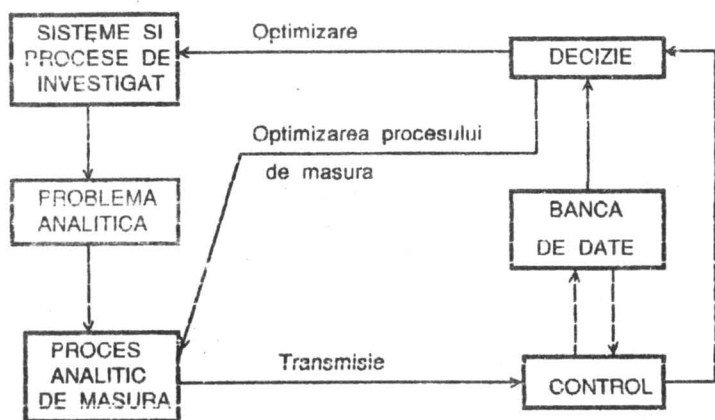 SISTEME SI
PROCESE DE
INVESTIGAT
Optimizare
DECIZIE
Optimizarea procesului
de masura
PROBLEMA
ANALITICA
BANCA
DE DATE
PROCES
ANALITIC
DE MASURA
Transmisie
CONTROL